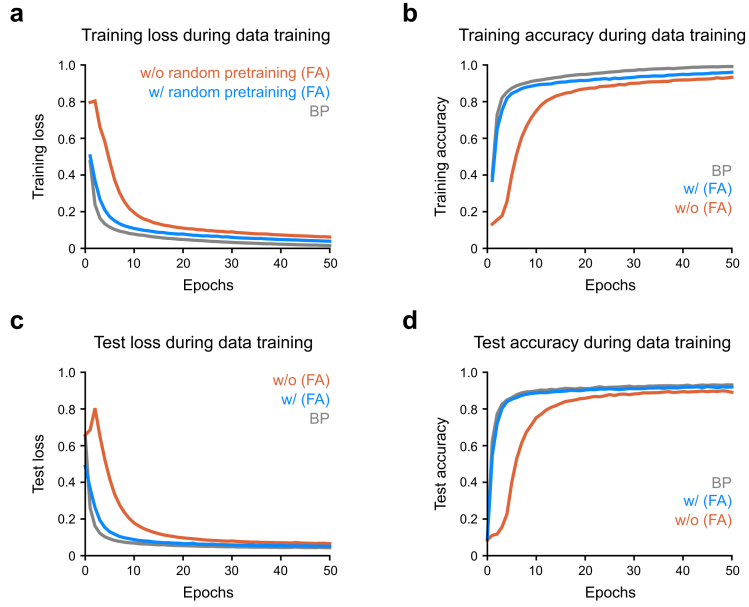 a
Training loss during data training
1.0
0.8
0.6
0.4
0.2
0
Training loss
w/o random pretraining (FA)
w/ random pretraining (FA)
BP
0 10 20 30 40 50
Epochs
b
Training accuracy during data training
1.0
0.8
0.6
0.4
0.2
0
Training accuracy
BP
w/ (FA)
w/o (FA)
0 10 20 30 40 50
Epochs
c
Test loss during data training
1.0
0.8
0.6
0.4
0.2
0
Test loss
w/o (FA)
w/ (FA)
BP
0 10 20 30 40 50
Epochs
d
Test accuracy during data training
1.0
0.8
0.6
0.4
0.2
0
Test accuracy
BP
w/ (FA)
w/o (FA)
0 10 20 30 40 50
Epochs